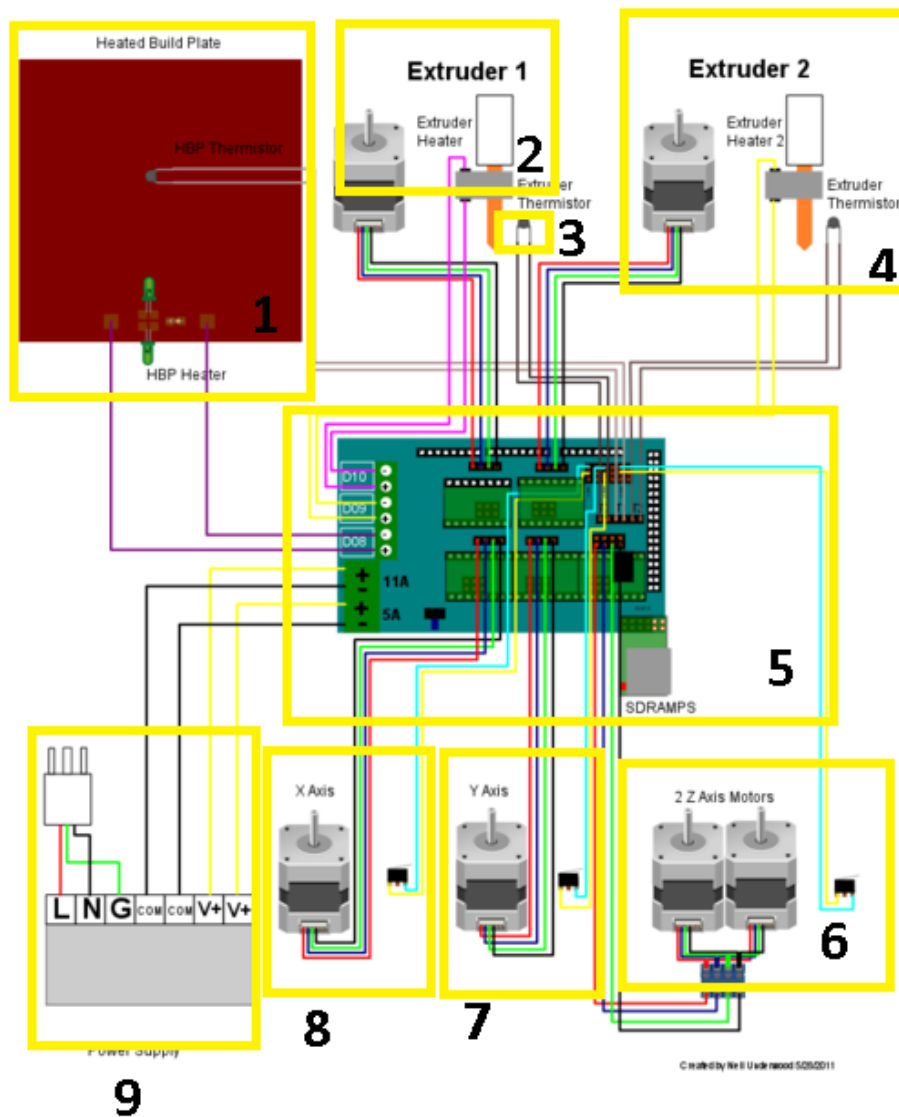 Heated Build Plate
HBP Thermistor
HBP Heater
1
Extruder 1
Extruder
Heater
2
Extruder
Thermistor
3
Extruder 2
Extruder
Heater 2
Extruder
Thermistor
4
D10
-
+
D09
-
+
D08
-
+
+
-
11A
+
-
5A
5
SDRAMPS
X Axis
8
Y Axis
7
2 Z Axis Motors
6
L N G COM COM V+ V+
Power Supply
9
Created by Neil Underwood 5/28/2011